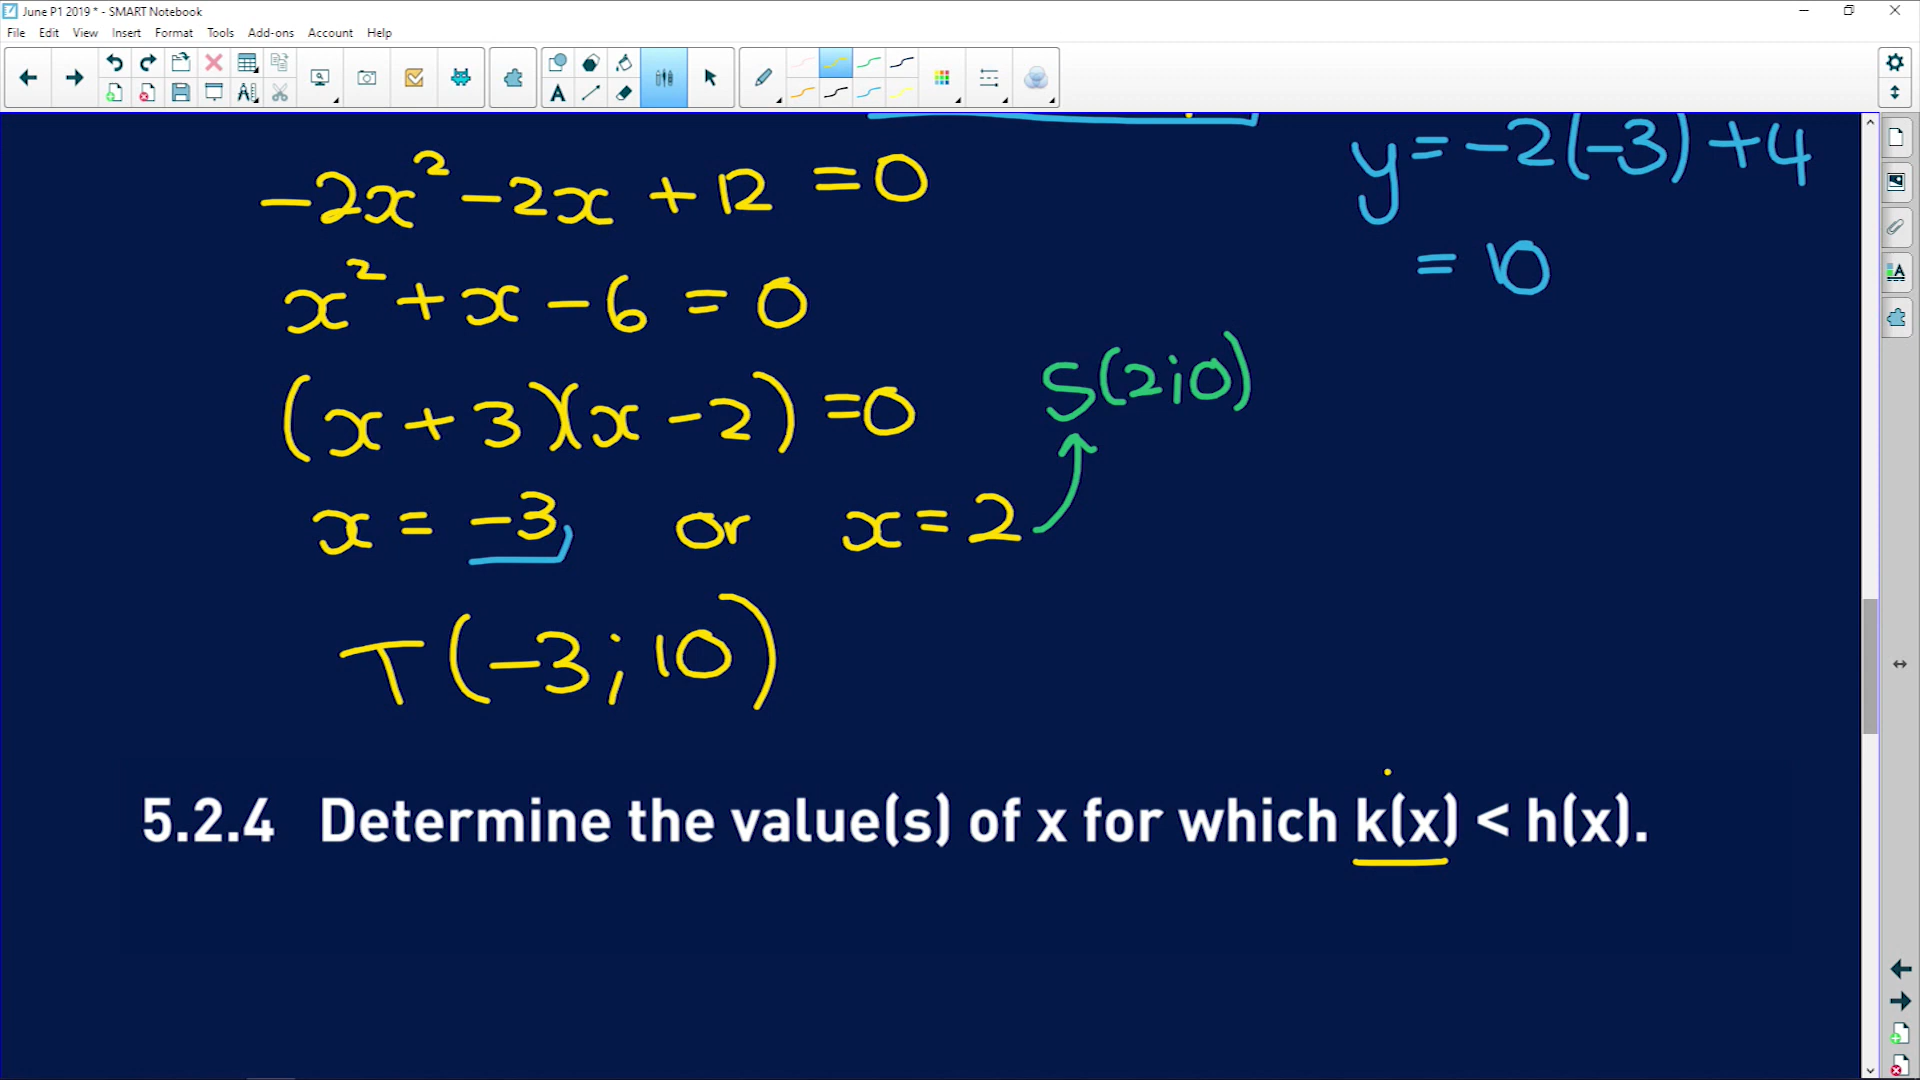 June P1 2019 * - SMART Notebook
File Edit View Insert Format Tools Add-ons Account Help
y = -2(-3) + 4
-2x² - 2x + 12 = 0
= 10
x² + x - 6 = 0
S(2;0)
(x + 3)(x - 2) = 0
x = -3 or x = 2
T(-3; 10)
5.2.4 Determine the value(s) of x for which k(x) < h(x).